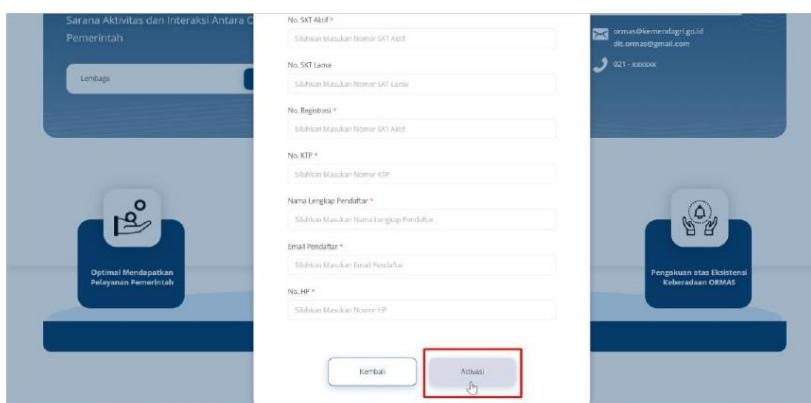 Sarana Aktivitas dan Interaksi Antara O
Pemerintah
Lembaga
No. SKT Aktif *
Silahkan Masukan Nomor SKT Aktif
No. SKT Lama
Silahkan Masukan Nomor SKT Lama
No. Registrasi *
Silahkan Masukan Nomor SKT Aktif
No. KTP *
Silahkan Masukan Nomor KTP
Nama Lengkap Pendaftar *
Silahkan Masukan Nama Lengkap Pendaftar
Email Pendaftar *
Silahkan Masukan Email Pendaftar
No. HP *
Silahkan Masukan Nomor HP
Kembali
Activasi
ormas@kemendagri.go.id
dit.ormas@gmail.com
021 - xxxxxx
Optimal Mendapatkan
Pelayanan Pemerintah
Pengakuan atas Eksistensi
Keberadaan ORMAS